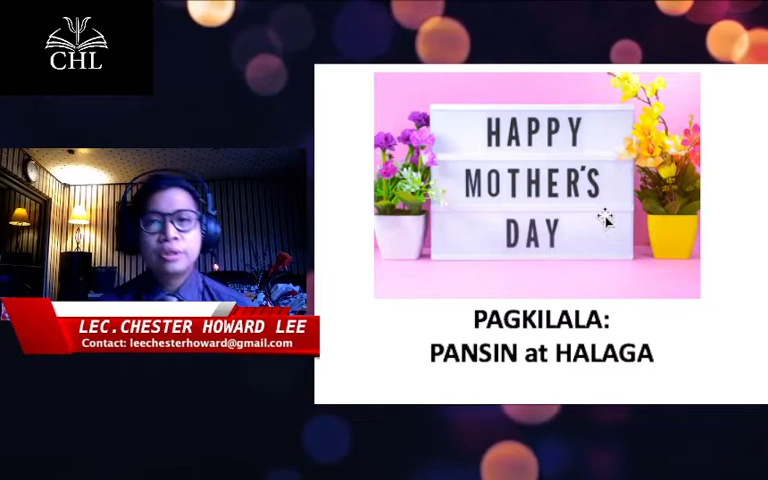 CHL
LEC.CHESTER HOWARD LEE
Contact: leechesterhoward@gmail.com
HAPPY
MOTHER'S
DAY
PAGKILALA:
PANSIN at HALAGA